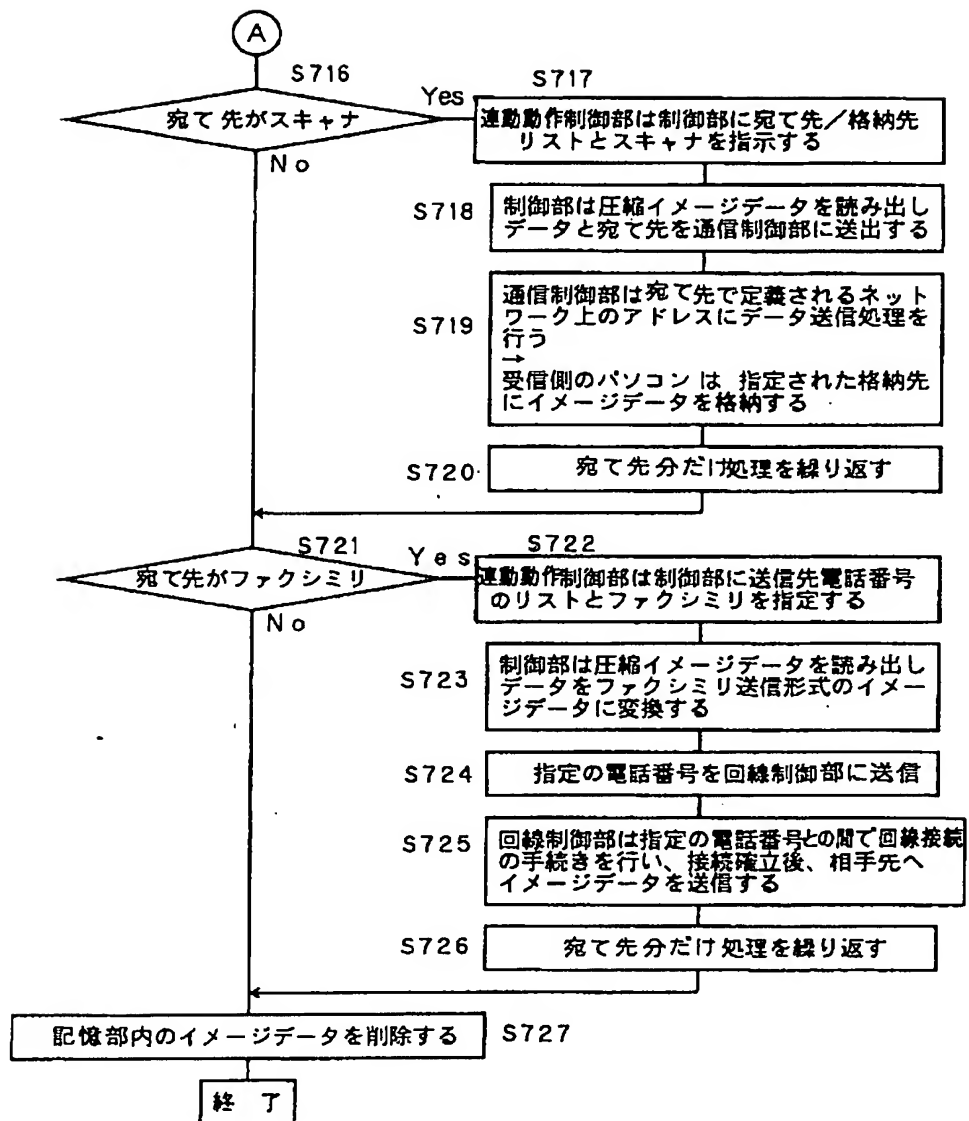 A
S716
宛て先がスキャナ
Yes
No
S717
連動動作制御部は制御部に宛て先/格納先
リストとスキャナを指示する
S718
制御部は圧縮イメージデータを読み出し
データと宛て先を通信制御部に送出する
S719
通信制御部は宛て先で定義されるネット
ワーク上のアドレスにデータ送信処理を
行う
→
受信側のパソコンは 指定された格納先
にイメージデータを格納する
S720
宛て先分だけ処理を繰り返す
S721
宛て先がファクシミリ
Yes
No
S722
連動動作制御部は制御部に送信先電話番号
のリストとファクシミリを指定する
S723
制御部は圧縮イメージデータを読み出し
データをファクシミリ送信形式のイメー
ジデータに変換する
S724
指定の電話番号を回線制御部に送信
S725
回線制御部は指定の電話番号との間で回線接続
の手続きを行い、接続確立後、相手先へ
イメージデータを送信する
S726
宛て先分だけ処理を繰り返す
記憶部内のイメージデータを削除する
S727
終 了